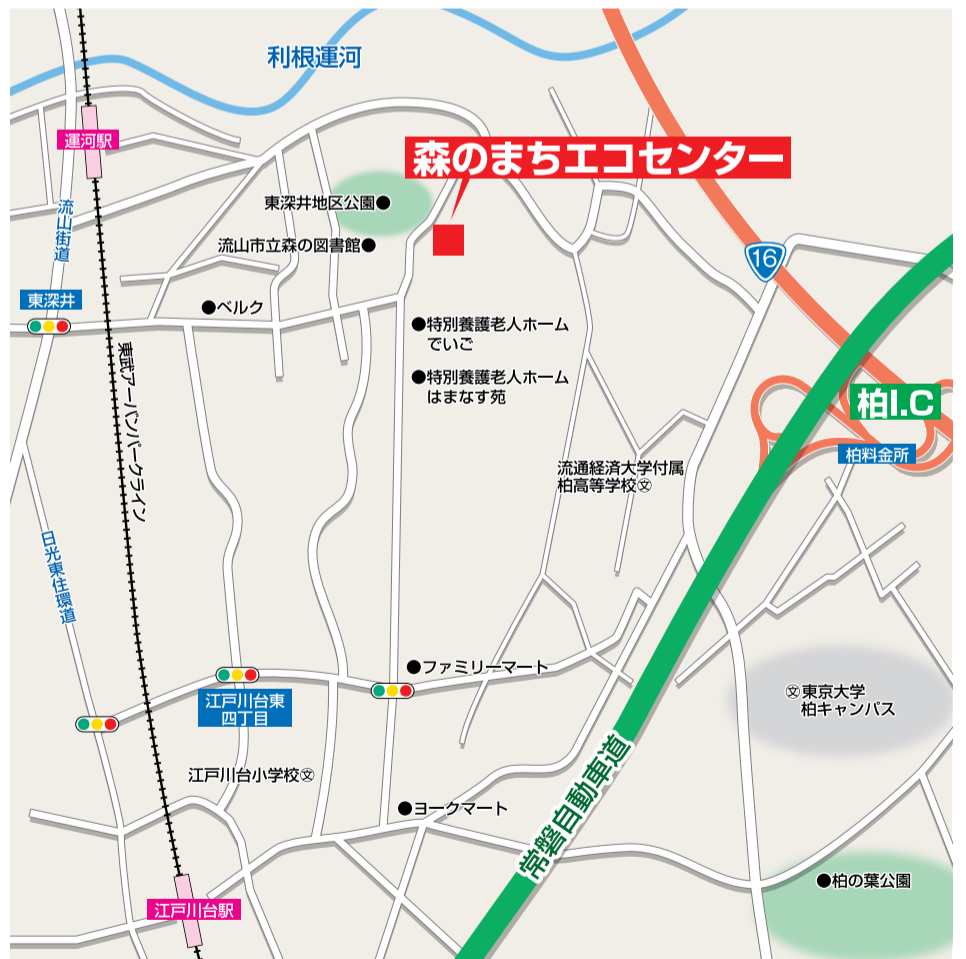 利根運河
運河駅
森のまちエコセンター
東深井地区公園
流山街道
流山市立森の図書館
16
東深井
ベルク
特別養護老人ホーム
でいご
東武アーバンパークライン
特別養護老人ホーム
はまなす苑
柏I.C
柏料金所
流通経済大学付属
柏高等学校文
日光東往環道
ファミリーマート
江戸川台東
四丁目
文東京大学
柏キャンパス
江戸川台小学校文
常磐自動車道
ヨークマート
柏の葉公園
江戸川台駅